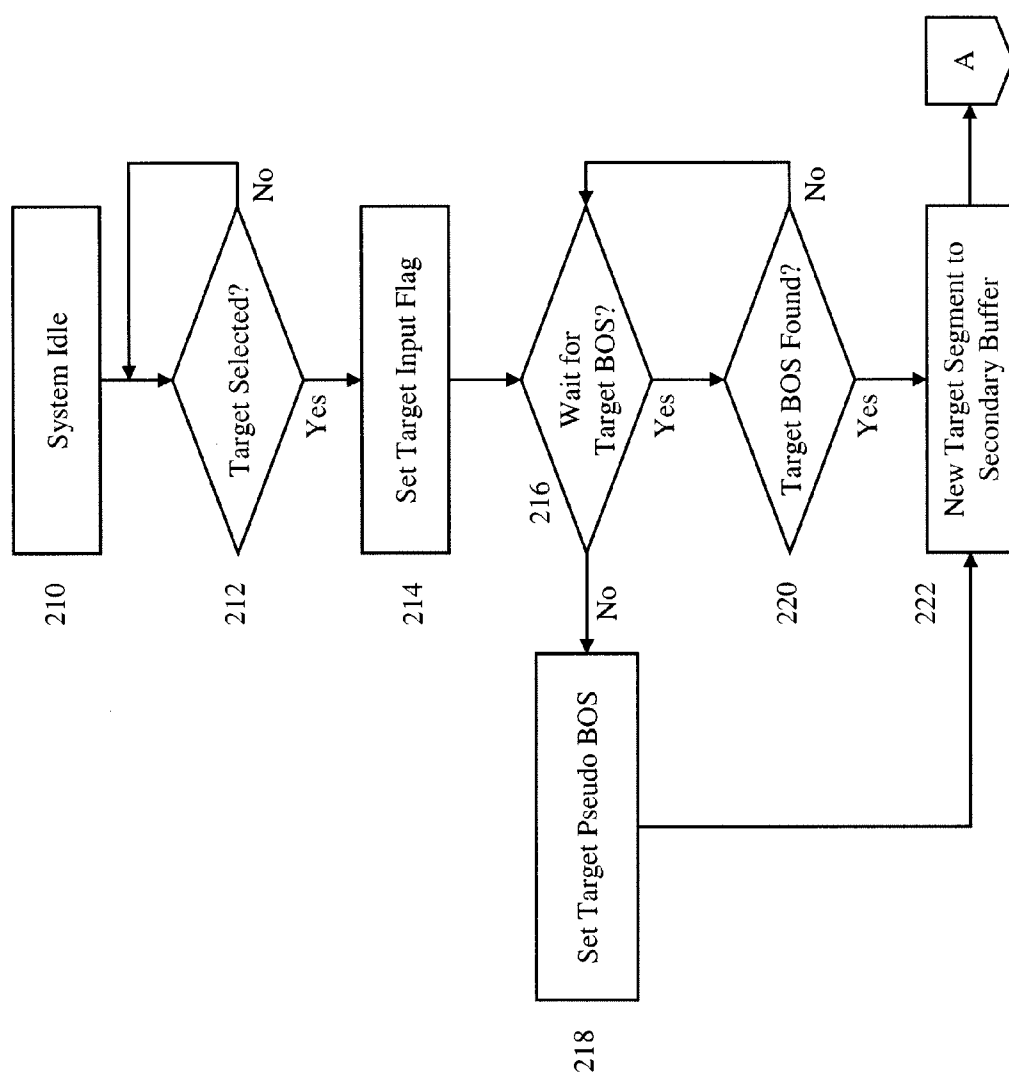 210
System Idle
212
Target Selected?
No
Yes
214
Set Target Input Flag
216
Wait for
Target BOS?
No
Yes
218
Set Target Pseudo BOS
220
Target BOS Found?
No
Yes
222
New Target Segment to
Secondary Buffer
A